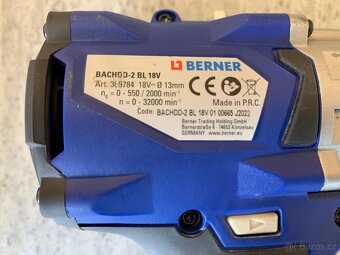 BERNER
BACHDD-2 BL 18V
Art. 369784 18V⎓ Ø 13mm
n₀ = 0 - 550 / 2000 min⁻¹
n = 0 - 32000 min⁻¹
Made in P.R.C.
Code: BACHDD-2 BL 18V 01 00665 J2023
Berner Trading Holding GmbH
Bernerstraße 6 · 74653 Künzelsau
GERMANY · www.berner.eu